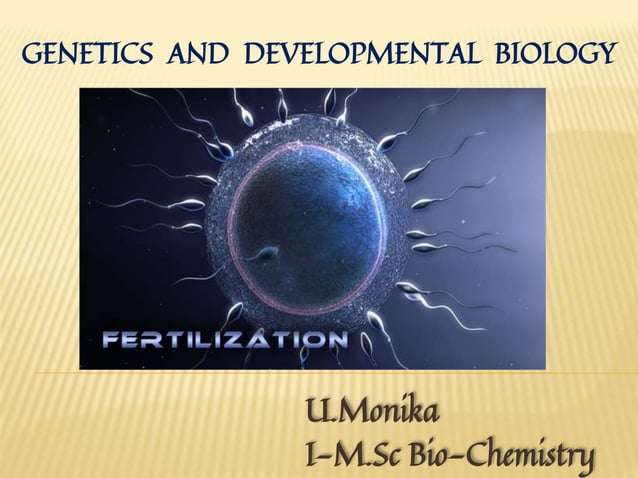 GENETICS AND DEVELOPMENTAL BIOLOGY
FERTILIZATION
U.Monika
I-M.Sc Bio-Chemistry